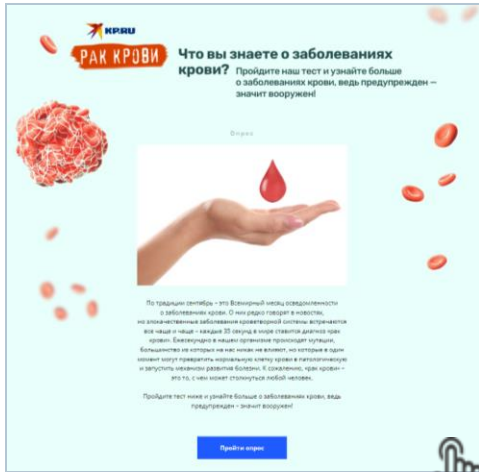 KP.RU
РАК КРОВИ
Что вы знаете о заболеваниях
крови? Пройдите наш тест и узнайте больше
о заболеваниях крови, ведь предупрежден —
значит вооружен!
Опрос
По традиции сентябрь – это Всемирный месяц осведомленности
о заболеваниях крови. О них редко говорят в новостях,
но злокачественные заболевания кроветворной системы встречаются
все чаще и чаще – каждые 35 секунд в мире ставится диагноз «рак
крови». Ежесекундно в нашем организме происходят мутации,
большинство из которых на нас никак не влияют, но которые в один
момент могут превратить нормальную клетку крови в патологическую
и запустить механизм развития болезни. К сожалению, «рак крови» –
это то, с чем может столкнуться любой человек.
Пройдите тест ниже и узнайте больше о заболеваниях крови, ведь
предупрежден – значит вооружен!
Пройти опрос